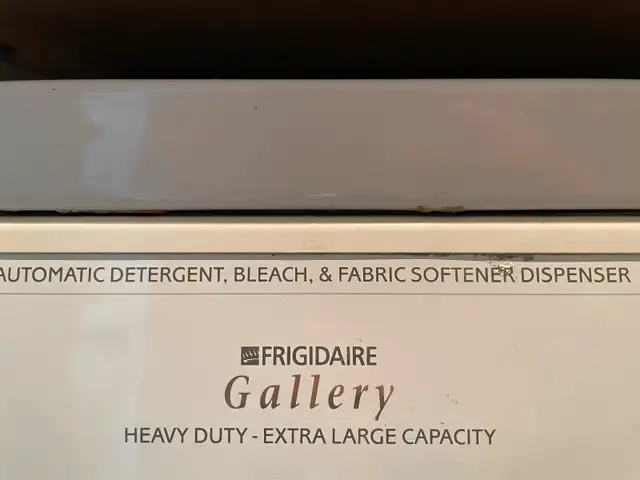 AUTOMATIC DETERGENT, BLEACH, & FABRIC SOFTENER DISPENSER
FRIGIDAIRE
Gallery
HEAVY DUTY - EXTRA LARGE CAPACITY